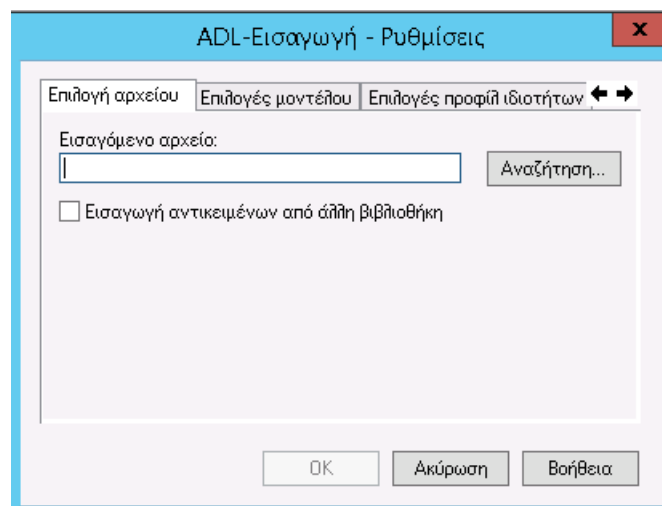 ADL-Εισαγωγή - Ρυθμίσεις
x
Επιλογή αρχείου Επιλογές μοντέλου Επιλογές προφίλ ιδιοτήτων
Εισαγόμενο αρχείο:
Αναζήτηση...
Εισαγωγή αντικειμένων από άλλη βιβλιοθήκη
OK Ακύρωση Βοήθεια